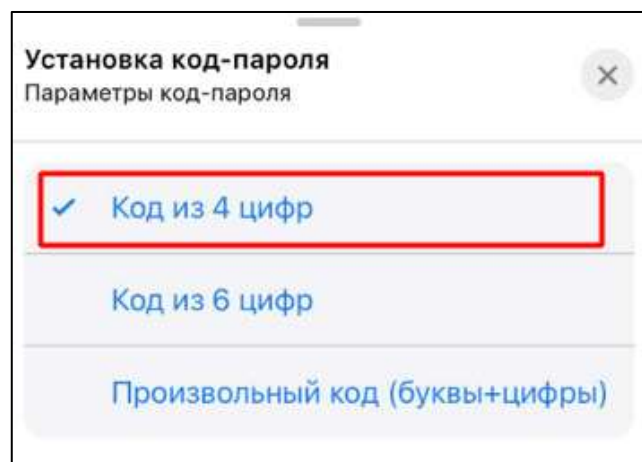 Установка код-пароля
Параметры код-пароля
Код из 4 цифр
Код из 6 цифр
Произвольный код (буквы+цифры)